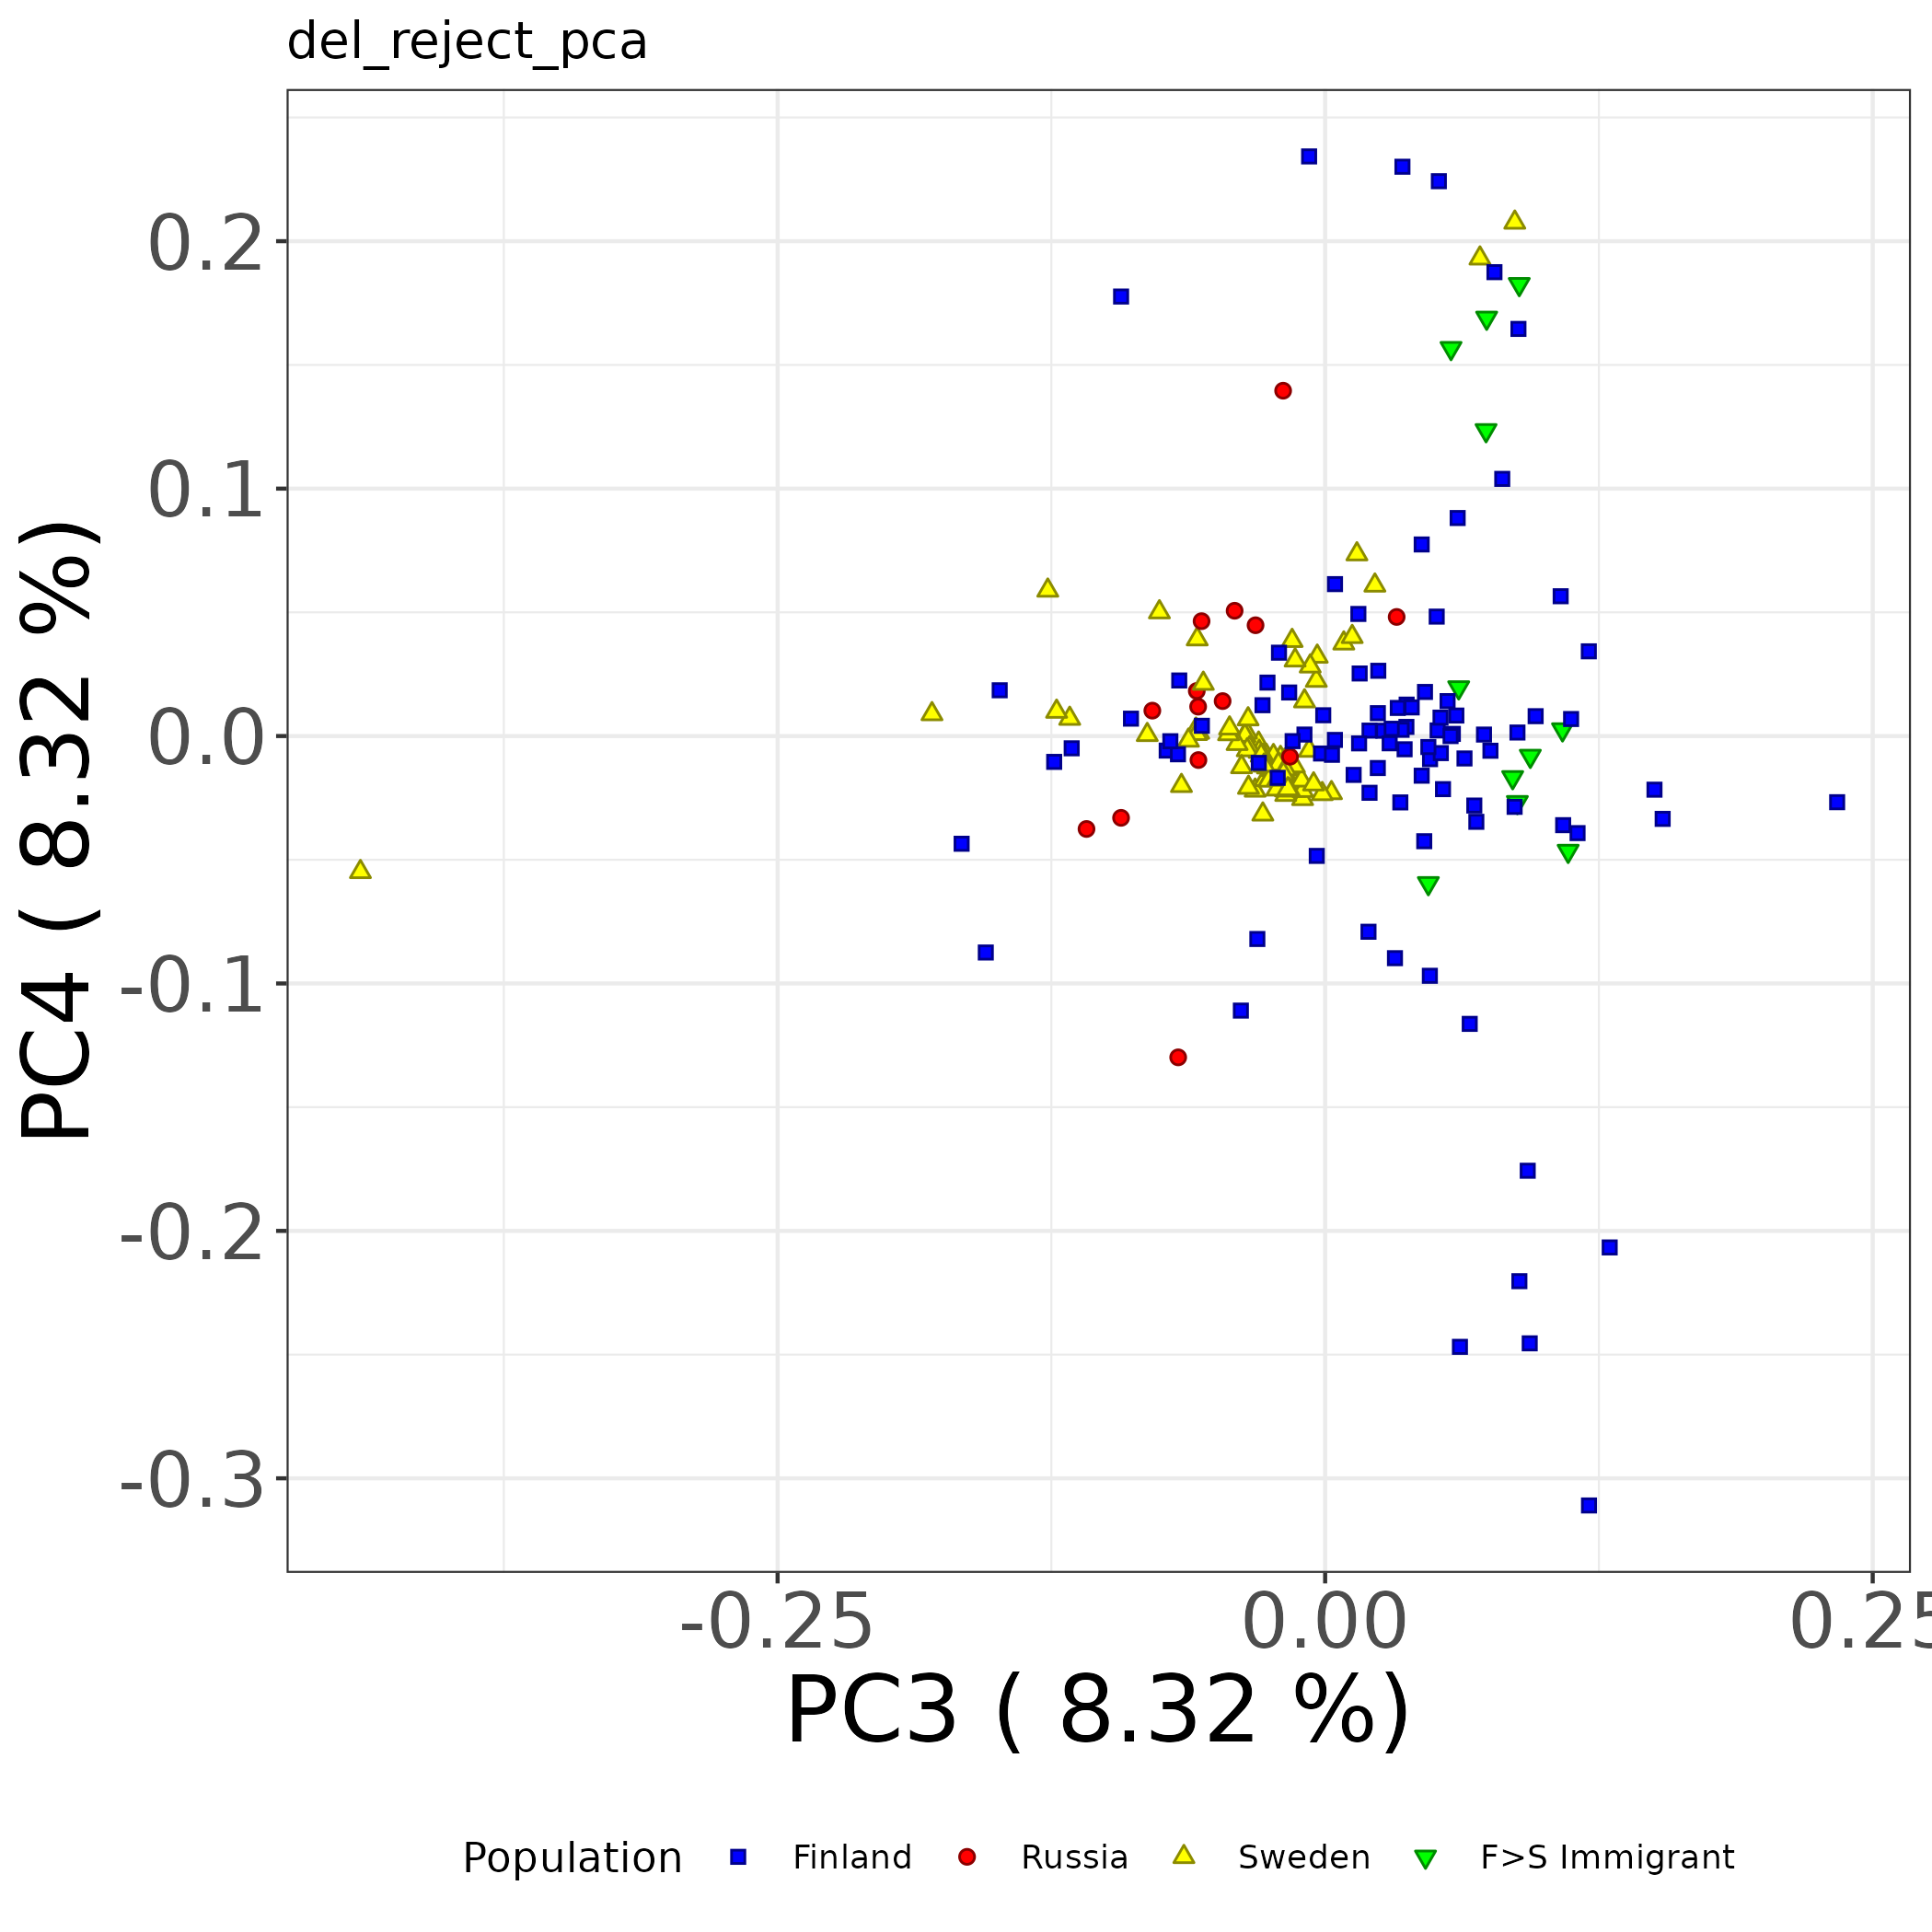 del_reject_pca
0.2
0.1
0.0
-0.1
-0.2
-0.3
PC4 ( 8.32 %)
-0.25 0.00 0.25
PC3 ( 8.32 %)
Population Finland Russia Sweden F>S Immigrant